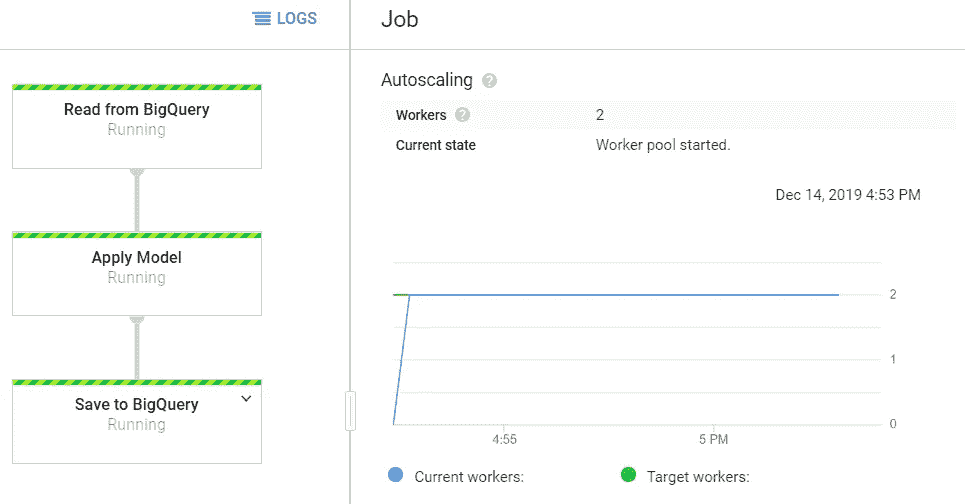 LOGS
Read from BigQuery
Running
Apply Model
Running
Save to BigQuery
Running
Job
Autoscaling ?
Workers ? 2
Current state Worker pool started.
Dec 14, 2019 4:53 PM
2
1
0
4:55 5 PM
Current workers: Target workers: